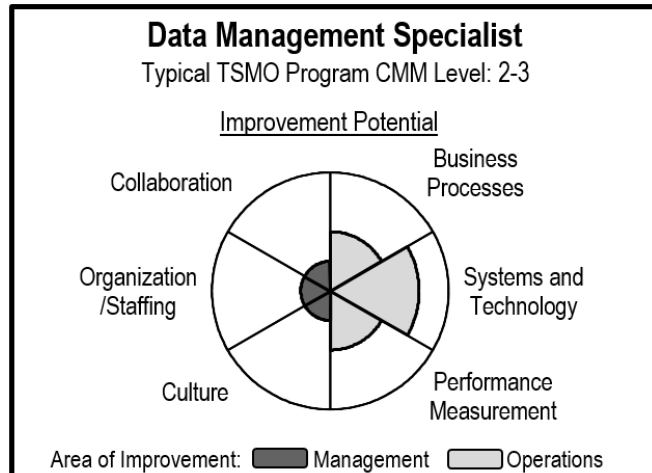 Data Management Specialist
Typical TSMO Program CMM Level: 2-3
Improvement Potential
Collaboration
Business
Processes
Organization
/Staffing
Systems and
Technology
Culture
Performance
Measurement
Area of Improvement: Management Operations